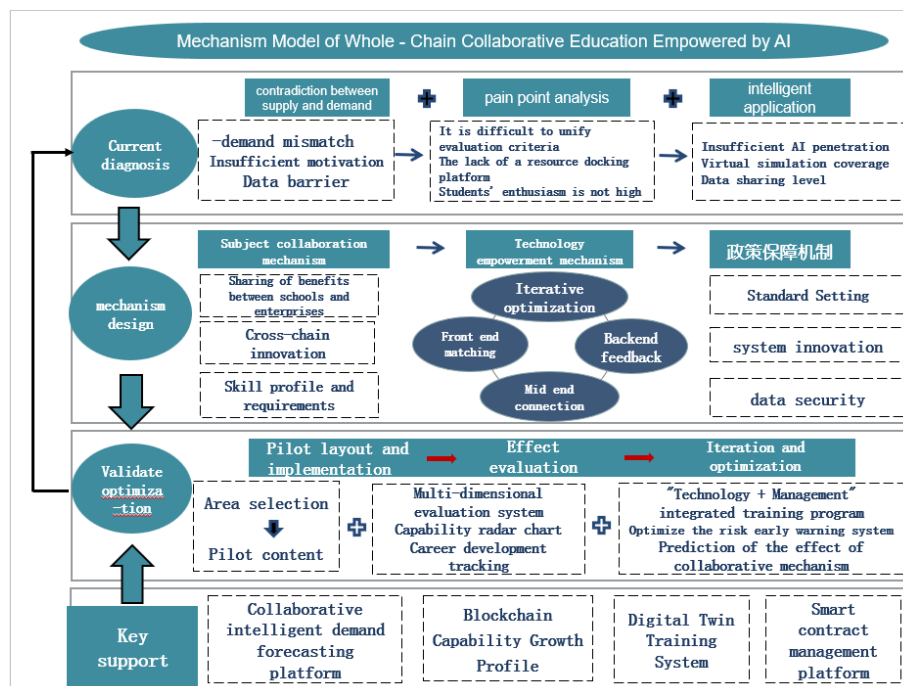 Mechanism Model of Whole - Chain Collaborative Education Empowered by AI
contradiction between
supply and demand
pain point analysis
intelligent
application
Current
diagnosis
-demand mismatch
Insufficient motivation
Data barrier
It is difficult to unify
evaluation criteria
The lack of a resource docking
platform
Students' enthusiasm is not high
Insufficient AI penetration
Virtual simulation coverage
Data sharing level
Subject collaboration
mechanism
Technology
empowerment mechanism
政策保障机制
mechanism
design
Sharing of benefits
between schools and
enterprises
Cross-chain
innovation
Skill profile and
requirements
Iterative
optimization
Front end
matching
Backend
feedback
Mid end
connection
Standard Setting
system innovation
data security
Pilot layout and
implementation
Effect
evaluation
Iteration and
optimization
Validate
optimiza
-tion
Area selection
Pilot content
Multi-dimensional
evaluation system
Capability radar chart
Career development
tracking
"Technology + Management"
integrated training program
Optimize the risk early warning system
Prediction of the effect of
collaborative mechanism
Key
support
Collaborative
intelligent demand
forecasting
platform
Blockchain
Capability Growth
Profile
Digital Twin
Training
System
Smart
contract
management
platform